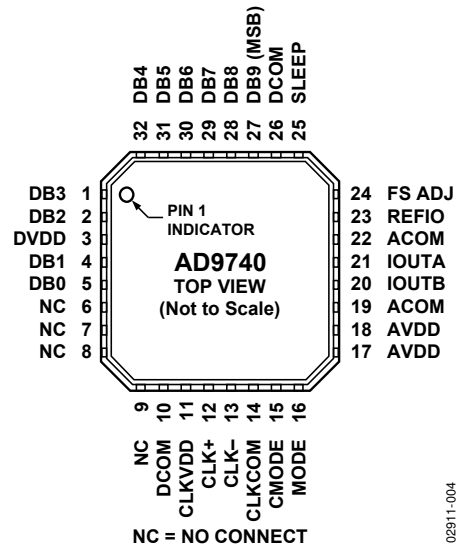 DB4
DB5
DB6
DB7
DB8
DB9 (MSB)
DCOM
SLEEP
32
31
30
29
28
27
26
25
DB3 1
DB2 2
DVDD 3
DB1 4
DB0 5
NC 6
NC 7
NC 8
PIN 1
INDICATOR
AD9740
TOP VIEW
(Not to Scale)
24 FS ADJ
23 REFIO
22 ACOM
21 IOUTA
20 IOUTB
19 ACOM
18 AVDD
17 AVDD
9
10
11
12
13
14
15
16
NC
DCOM
CLKVDD
CLK+
CLK–
CLKCOM
CMODE
MODE
NC = NO CONNECT
02911-004